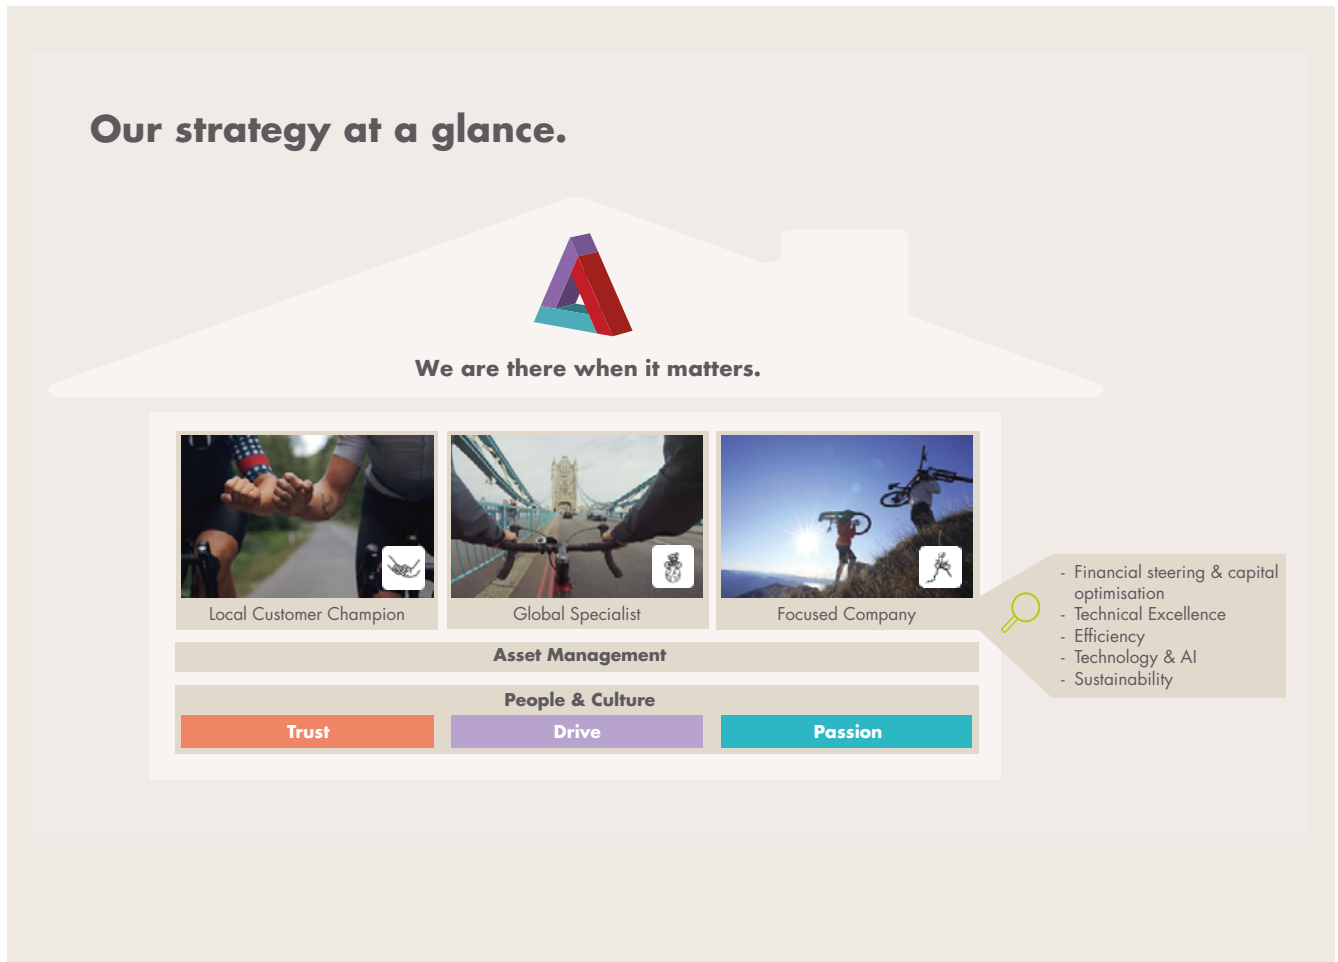 Our strategy at a glance.
We are there when it matters.
Local Customer Champion
Global Specialist
Focused Company
- Financial steering & capital
optimisation
- Technical Excellence
- Efficiency
- Technology & AI
- Sustainability
Asset Management
People & Culture
Trust
Drive
Passion